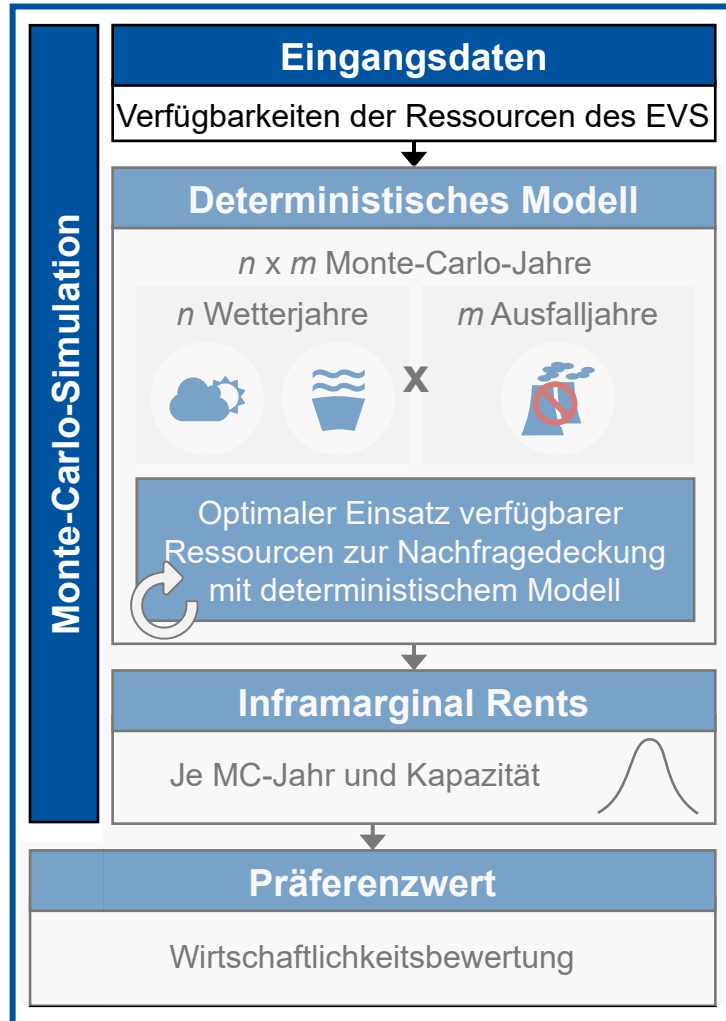 Monte-Carlo-Simulation
Eingangsdaten
Verfügbarkeiten der Ressourcen des EVS
Deterministisches Modell
n x m Monte-Carlo-Jahre
n Wetterjahre
x
m Ausfalljahre
Optimaler Einsatz verfügbarer
Ressourcen zur Nachfragedeckung
mit deterministischem Modell
Inframarginal Rents
Je MC-Jahr und Kapazität
Präferenzwert
Wirtschaftlichkeitsbewertung